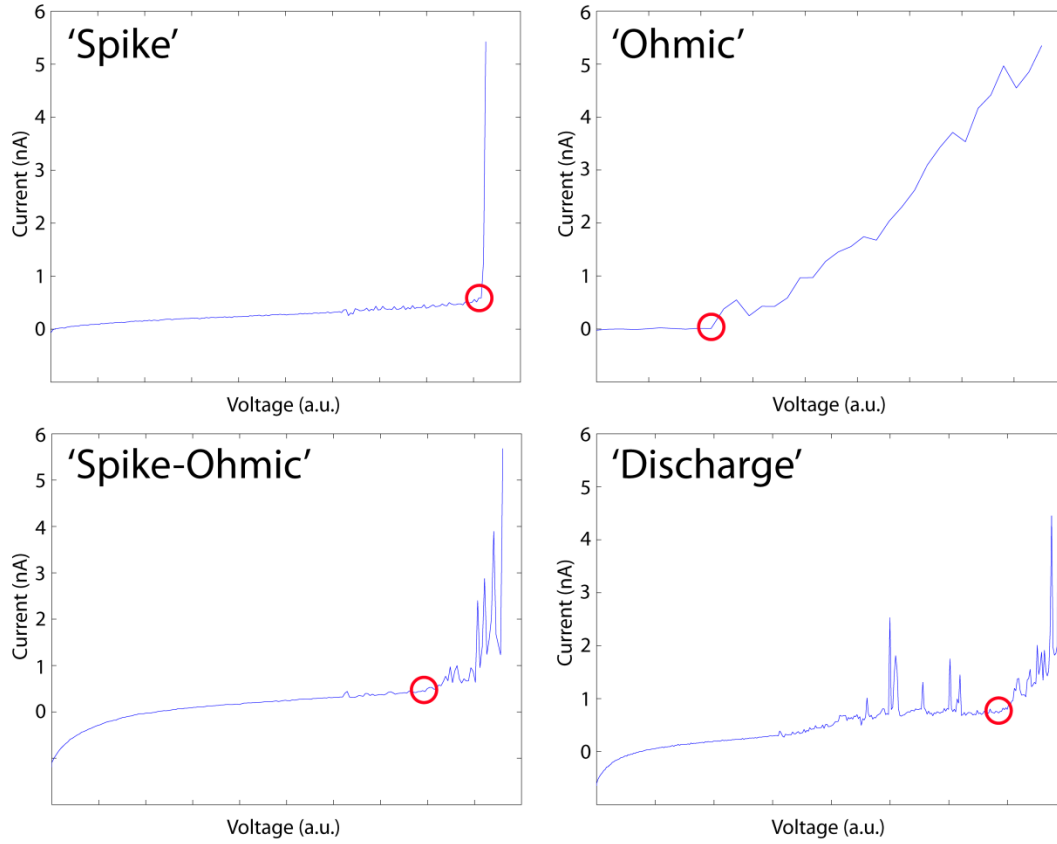 ‘Spike’
6
5
4
3
2
1
0
Current (nA)
Voltage (a.u.)
‘Ohmic’
6
5
4
3
2
1
0
Current (nA)
Voltage (a.u.)
‘Spike-Ohmic’
6
5
4
3
2
1
0
Current (nA)
Voltage (a.u.)
‘Discharge’
6
5
4
3
2
1
0
Current (nA)
Voltage (a.u.)